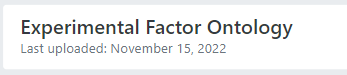 Experimental Factor Ontology
Last uploaded: November 15, 2022